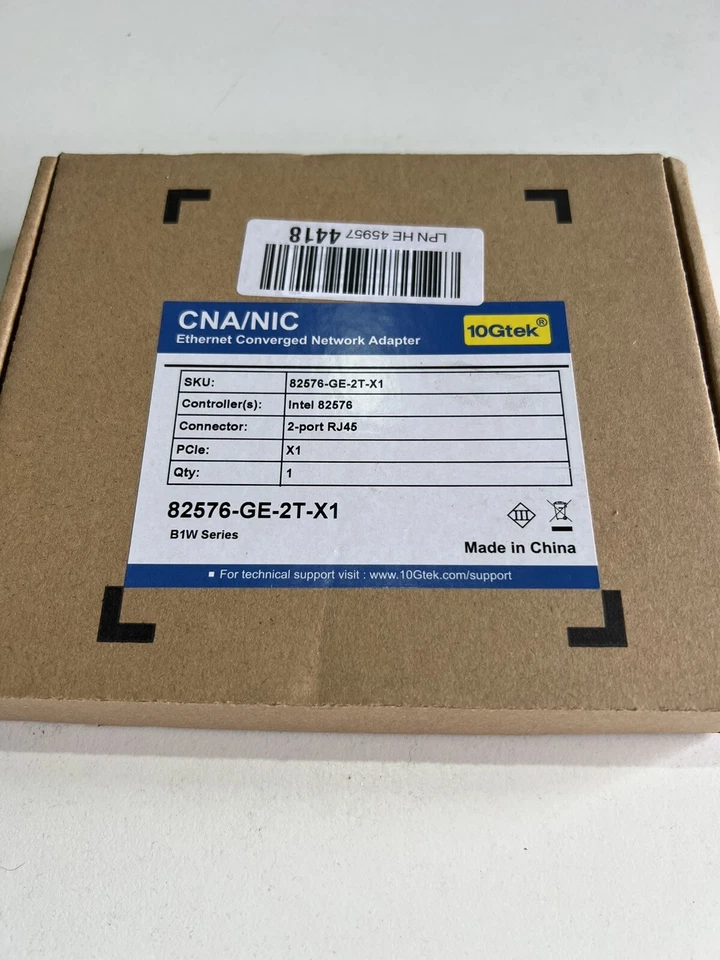 LPN HE 45957 4418
CNA/NIC
Ethernet Converged Network Adapter
10Gtek®
SKU: 82576-GE-2T-X1
Controller(s): Intel 82576
Connector: 2-port RJ45
PCIe: X1
Qty: 1
82576-GE-2T-X1
B1W Series
III
Made in China
■ For technical support visit : www.10Gtek.com/support